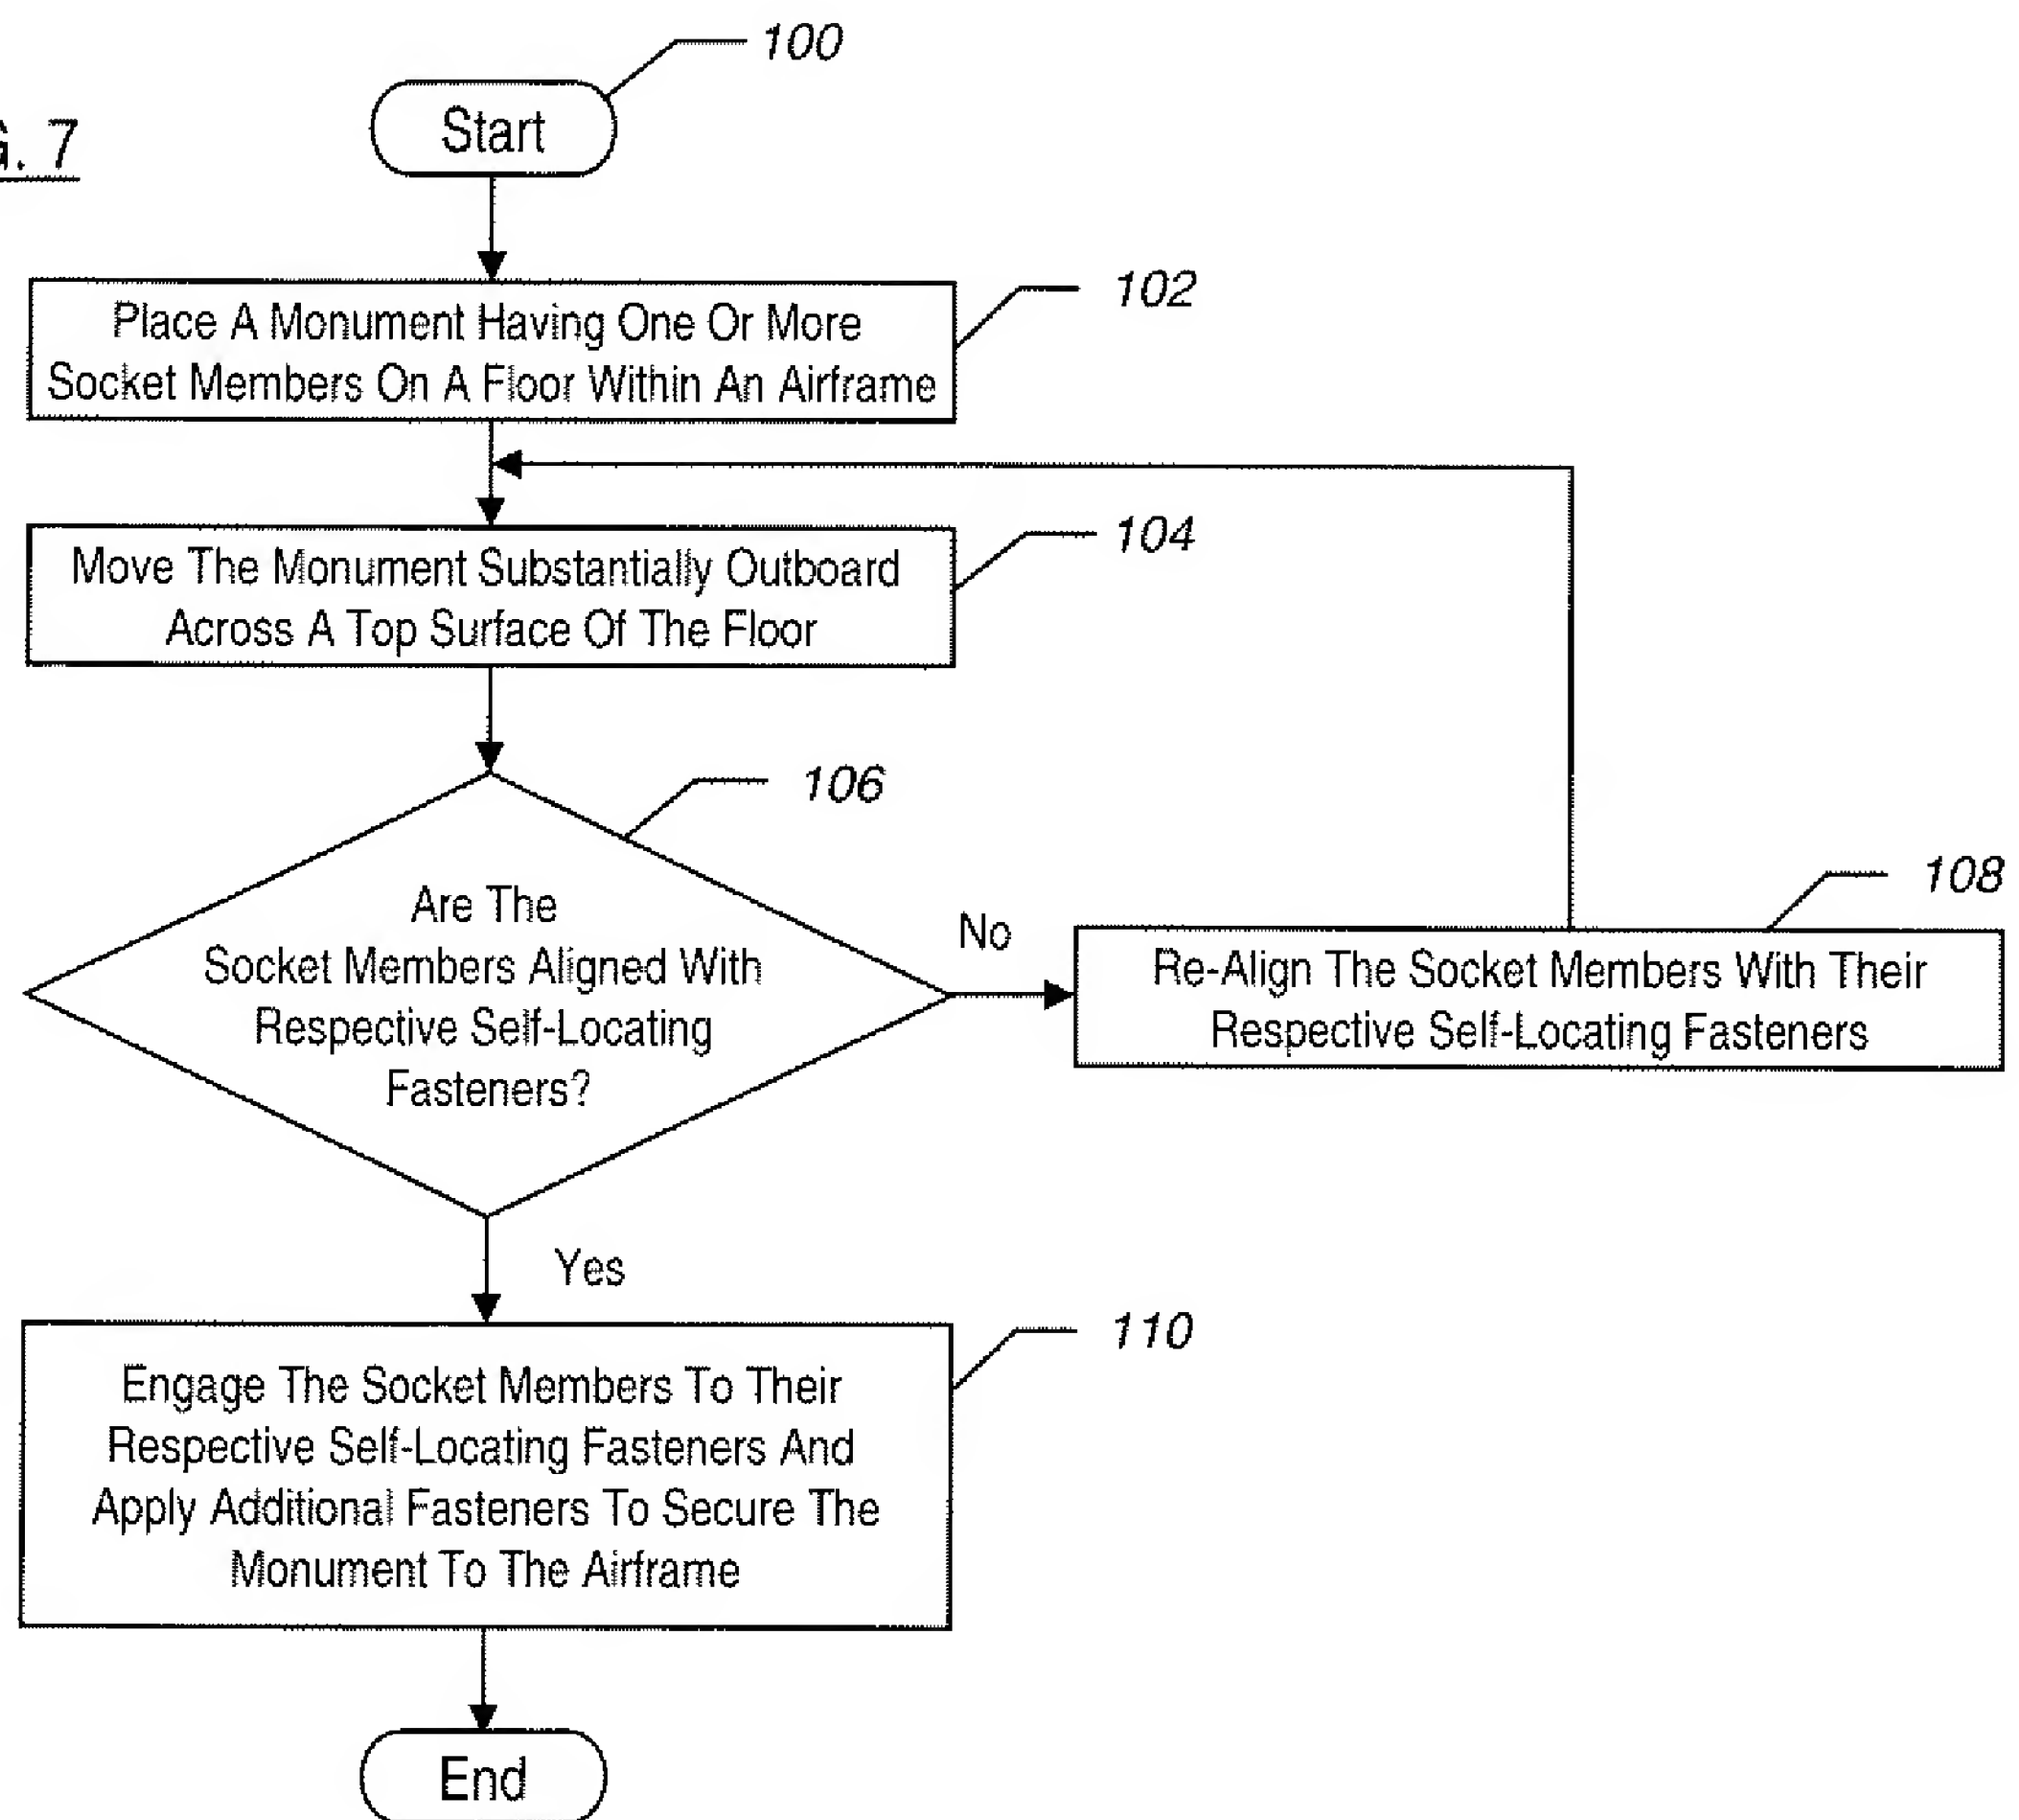 100
Start
G. 7
102
Place A Monument Having One Or More
Socket Members On A Floor Within An Airframe
104
Move The Monument Substantially Outboard
Across A Top Surface Of The Floor
106
Are The
Socket Members Aligned With
Respective Self-Locating
Fasteners?
No
108
Re-Align The Socket Members With Their
Respective Self-Locating Fasteners
Yes
110
Engage The Socket Members To Their
Respective Self-Locating Fasteners And
Apply Additional Fasteners To Secure The
Monument To The Airframe
End